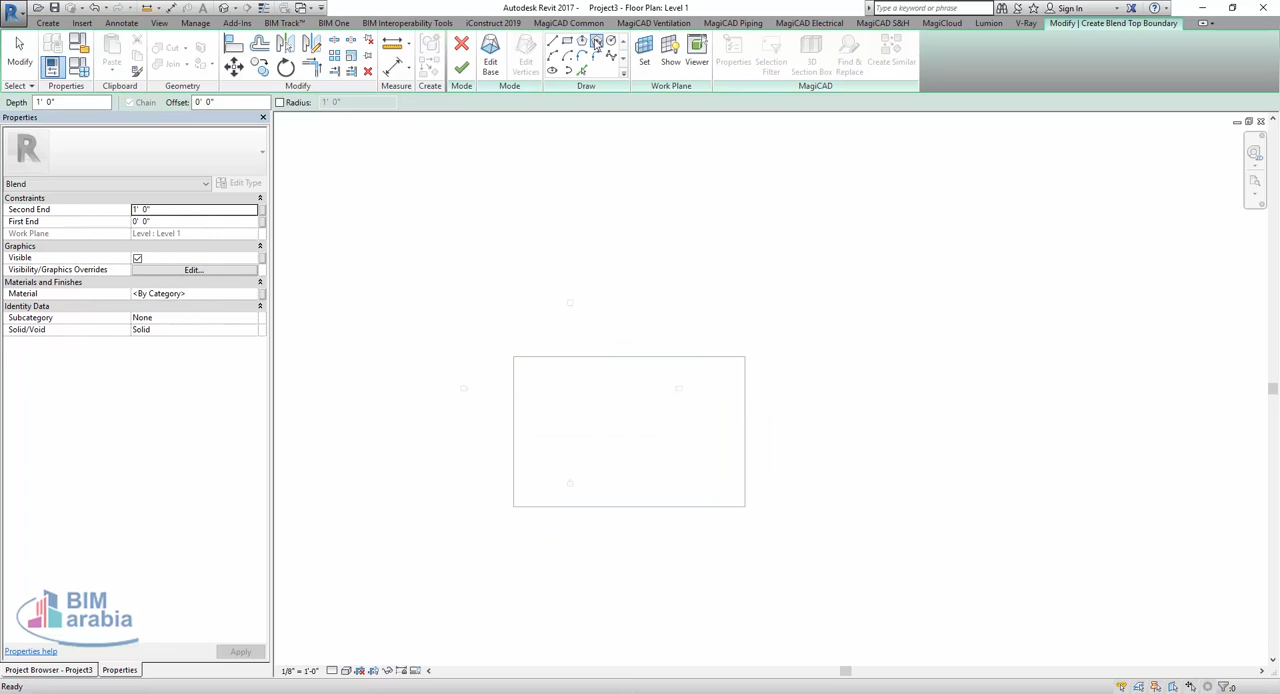 Autodesk Revit 2017 - Project3 - Floor Plan: Level 1
Type a keyword or phrase
Sign In
Create Insert Annotate View Manage Add-Ins BIM Track™ BIM One BIM Interoperability Tools iConstruct 2019 MagiCAD Common MagiCAD Ventilation MagiCAD Piping MagiCAD Electrical MagiCAD S&H MagiCloud Lumion V-Ray Modify | Create Blend Top Boundary
Modify
Paste
Cut
Join
Edit Base
Edit Vertices
Set Show Viewer
Properties
Selection Filter
3D Section Box
Find & Replace
Create Similar
Select Properties Clipboard Geometry Modify Measure Create Mode Mode Draw Work Plane MagiCAD
Depth 1' 0" Chain Offset: 0' 0" Radius: 1' 0"
Properties
R
Blend Edit Type
Constraints
Second End 1' 0"
First End 0' 0"
Work Plane Level : Level 1
Graphics
Visible
Visibility/Graphics Overrides Edit...
Materials and Finishes
Material <By Category>
Identity Data
Subcategory None
Solid/Void Solid
BIM
arabia
Properties help Apply
Project Browser - Project3 Properties
1/8" = 1'-0"
Ready
:0